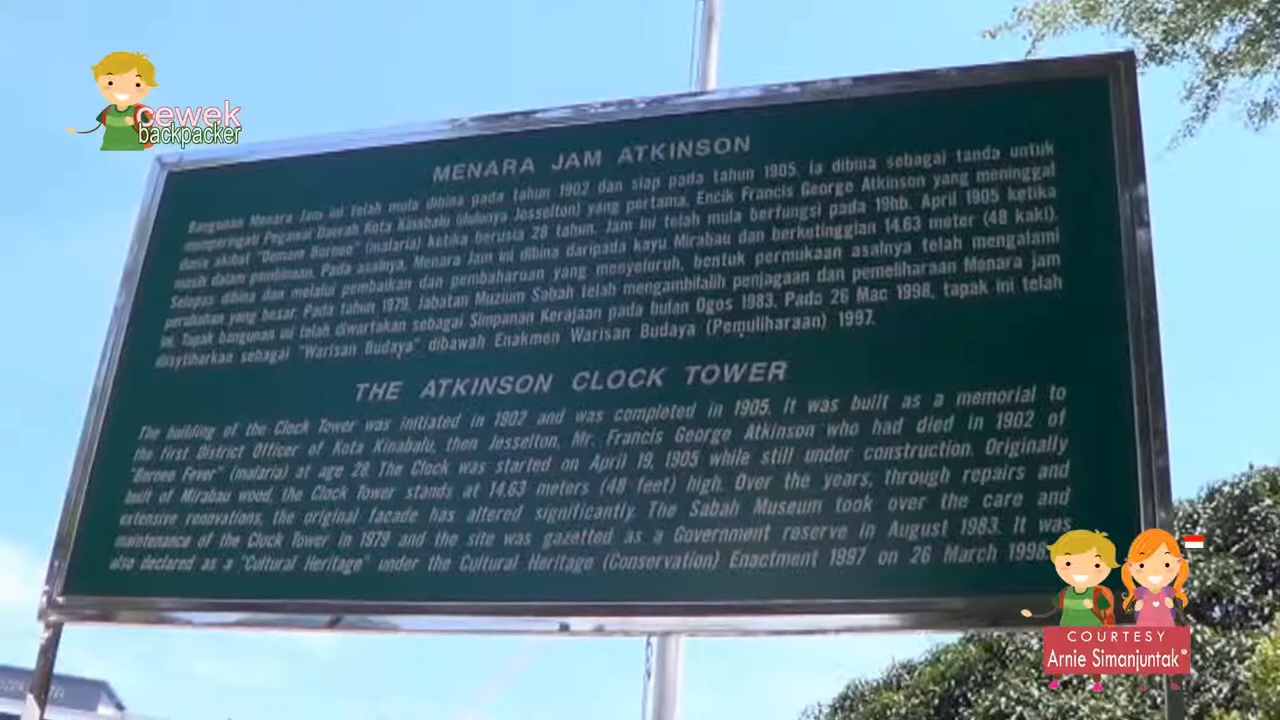 cewek
backpacker
MENARA JAM ATKINSON
Bangunan Menara Jam ini telah mula dibina pada tahun 1902 dan siap pada tahun 1905. Ia dibina sebagai tanda untuk
memperingati Pegawai Daerah Kota Kinabalu (dulunya Jesselton) yang pertama, Encik Francis George Atkinson yang meninggal
dunia akibat "Demam Borneo" (malaria) ketika berusia 28 tahun. Jam ini telah mula berfungsi pada 19hb. April 1905 ketika
masih dalam pembinaan. Pada asalnya, Menara Jam ini dibina daripada kayu Mirabau dan berketinggian 14.63 meter (48 kaki).
Selepas dibina dan melalui pembaikan dan pembaharuan yang menyeluruh, bentuk permukaan asalnya telah mengalami
perubahan yang besar. Pada tahun 1979, Jabatan Muzium Sabah telah mengambilalih penjagaan dan pemeliharaan Menara Jam
ini. Tapak bangunan ini telah diwartakan sebagai Simpanan Kerajaan pada bulan Ogos 1983. Pada 26 Mac 1998, tapak ini telah
disytiharkan sebagai "Warisan Budaya" dibawah Enakmen Warisan Budaya (Pemuliharaan) 1997.
THE ATKINSON CLOCK TOWER
The building of the Clock Tower was initiated in 1902 and was completed in 1905. It was built as a memorial to
the first District Officer of Kota Kinabalu, then Jesselton, Mr. Francis George Atkinson who had died in 1902 of
"Borneo Fever" (malaria) at age 28. The Clock was started on April 19, 1905 while still under construction. Originally
built of Mirabau wood, the Clock Tower stands at 14.63 meters (48 feet) high. Over the years, through repairs and
extensive renovations, the original facade has altered significantly. The Sabah Museum took over the care and
maintenance of the Clock Tower in 1979 and the site was gazetted as a Government reserve in August 1983. It was
also declared as a "Cultural Heritage" under the Cultural Heritage (Conservation) Enactment 1997 on 26 March 1998.
COURTESY
Arnie Simanjuntak®